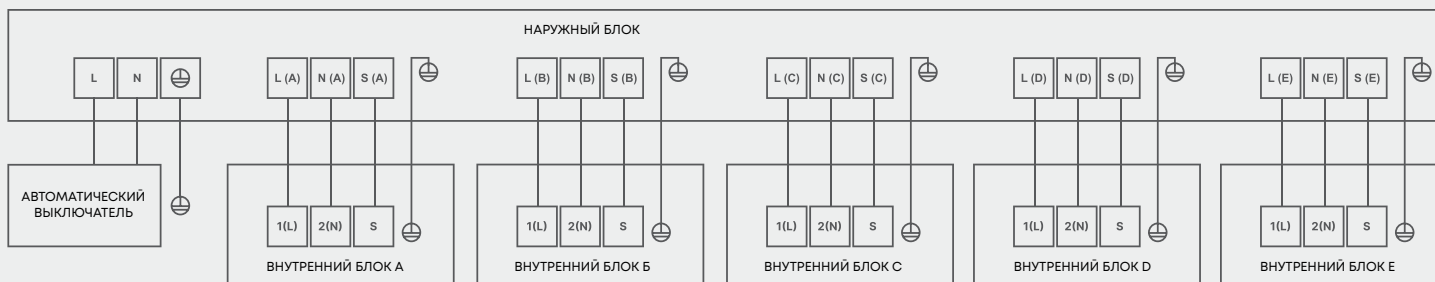 НАРУЖНЫЙ БЛОК
L N
L (A) N (A) S (A)
L (B) N (B) S (B)
L (C) N (C) S (C)
L (D) N (D) S (D)
L (E) N (E) S (E)
АВТОМАТИЧЕСКИЙ
ВЫКЛЮЧАТЕЛЬ
1(L) 2(N) S
1(L) 2(N) S
1(L) 2(N) S
1(L) 2(N) S
1(L) 2(N) S
ВНУТРЕННИЙ БЛОК A
ВНУТРЕННИЙ БЛОК Б
ВНУТРЕННИЙ БЛОК C
ВНУТРЕННИЙ БЛОК D
ВНУТРЕННИЙ БЛОК E